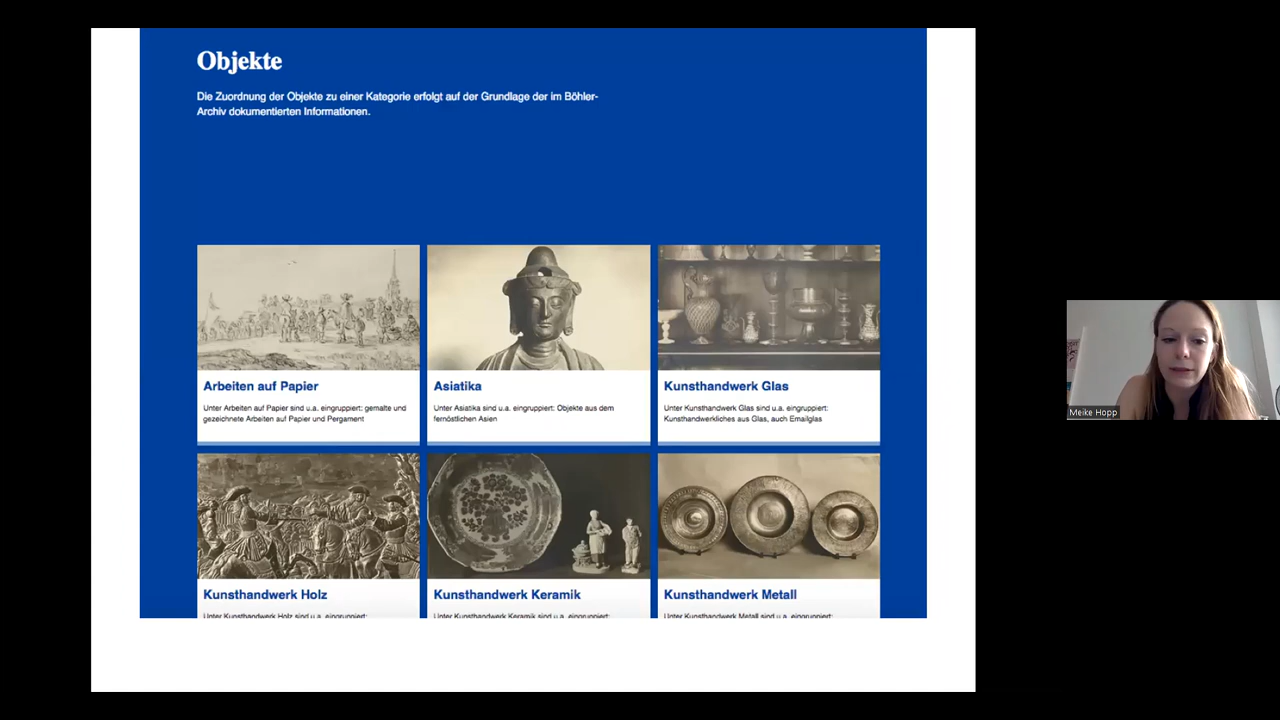 Objekte
Die Zuordnung der Objekte zu einer Kategorie erfolgt auf der Grundlage der im Böhler-
Archiv dokumentierten Informationen.
Arbeiten auf Papier
Unter Arbeiten auf Papier sind u.a. eingruppiert: gemalte und
gezeichnete Arbeiten auf Papier und Pergament
Asiatika
Unter Asiatika sind u.a. eingruppiert: Objekte aus dem
fernöstlichen Asien
Kunsthandwerk Glas
Unter Kunsthandwerk Glas sind u.a. eingruppiert:
Kunsthandwerkliches aus Glas, auch Emailglas
Kunsthandwerk Holz
Unter Kunsthandwerk Holz sind u.a. eingruppiert:
Kunsthandwerk Keramik
Unter Kunsthandwerk Keramik sind u.a. eingruppiert:
Kunsthandwerk Metall
Unter Kunsthandwerk Metall sind u.a. eingruppiert:
Meike Hopp